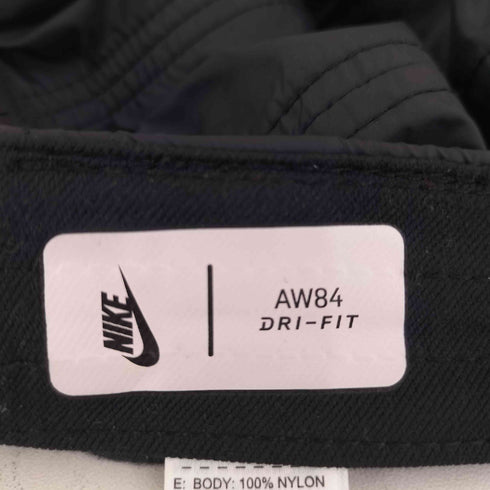 NIKE
AW84
DRI-FIT
E: BODY: 100% NYLON